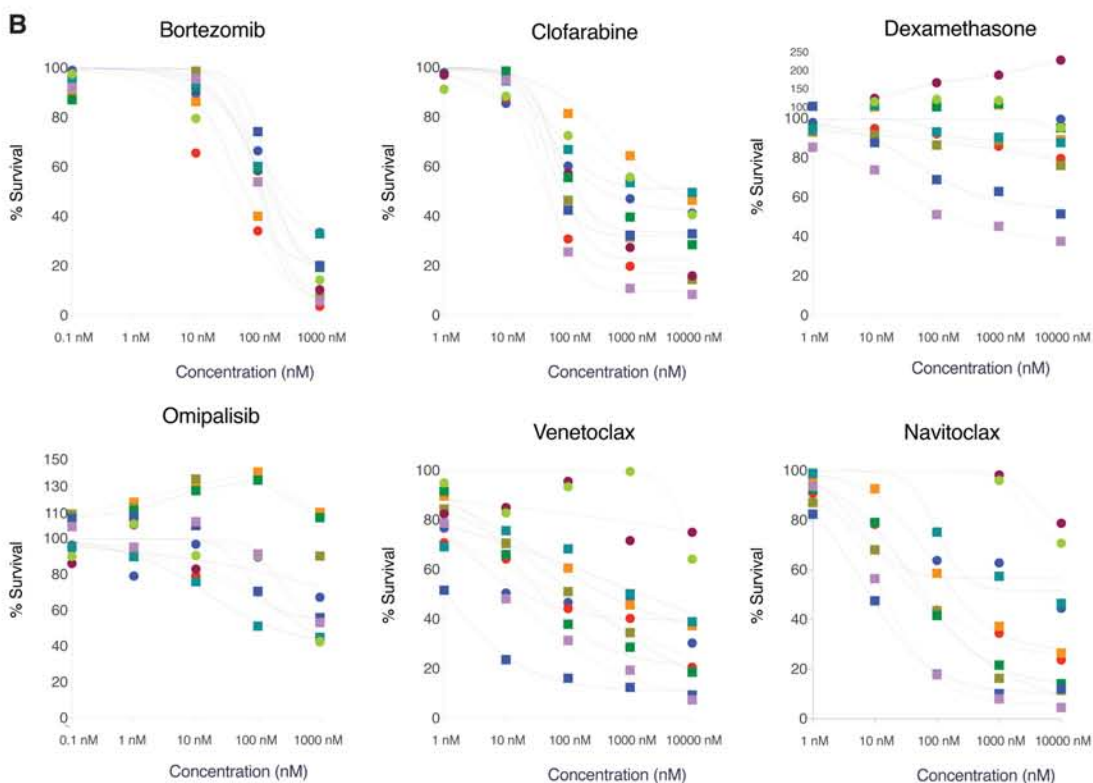 B
Bortezomib
% Survival
100
80
60
40
20
0
0.1 nM 1 nM 10 nM 100 nM 1000 nM
Concentration (nM)
Clofarabine
% Survival
100
80
60
40
20
0
1 nM 10 nM 100 nM 1000 nM 10000 nM
Concentration (nM)
Dexamethasone
% Survival
250
200
150
100
100
80
60
40
20
0
1 nM 10 nM 100 nM 1000 nM 10000 nM
Concentration (nM)
Omipalisib
% Survival
150
130
110
100
80
60
40
20
0
0.1 nM 1 nM 10 nM 100 nM 1000 nM
Concentration (nM)
Venetoclax
% Survival
100
80
60
40
20
0
1 nM 10 nM 100 nM 1000 nM 10000 nM
Concentration (nM)
Navitoclax
% Survival
100
80
60
40
20
0
1 nM 10 nM 100 nM 1000 nM 10000 nM
Concentration (nM)